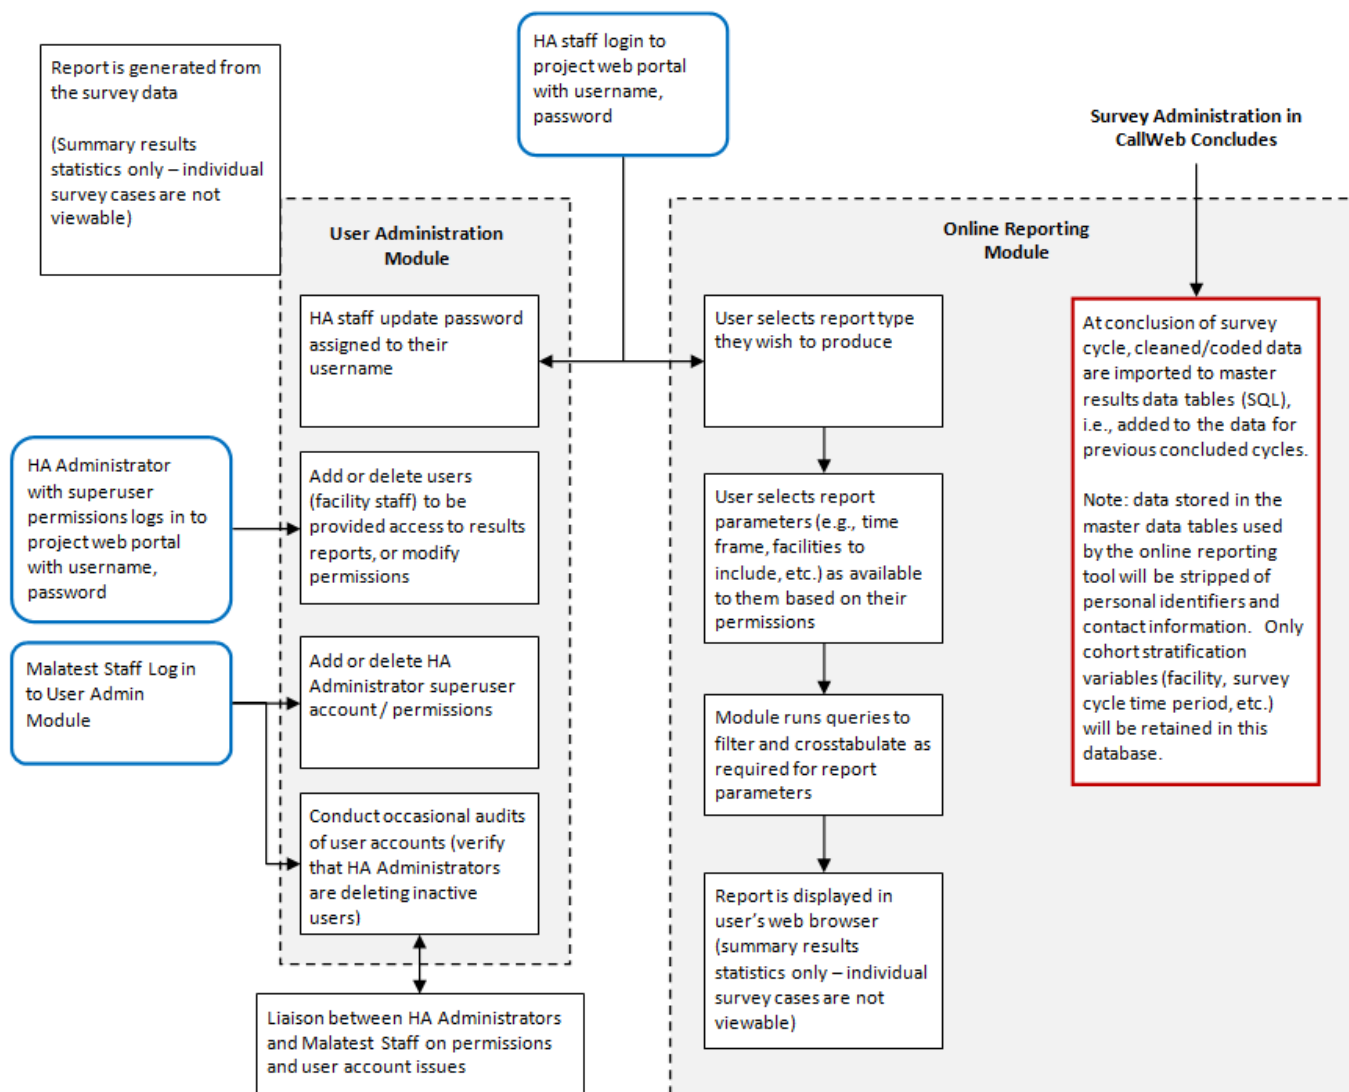 HA staff login to
project web portal
with username,
password
Report is generated from
the survey data
(Summary results
statistics only – individual
survey cases are not
viewable)
Survey Administration in
CallWeb Concludes
User Administration
Module
HA staff update password
assigned to their
username
HA Administrator
with superuser
permissions logs in to
project web portal
with username,
password
Add or delete users
(facility staff) to be
provided access to results
reports, or modify
permissions
Malatest Staff Log in
to User Admin
Module
Add or delete HA
Administrator superuser
account / permissions
Conduct occasional audits
of user accounts (verify
that HA Administrators
are deleting inactive
users)
Liaison between HA Administrators
and Malatest Staff on permissions
and user account issues
Online Reporting
Module
User selects report type
they wish to produce
User selects report
parameters (e.g., time
frame, facilities to
include, etc.) as available
to them based on their
permissions
Module runs queries to
filter and crosstabulate as
required for report
parameters
Report is displayed in
user's web browser
(summary results
statistics only – individual
survey cases are not
viewable)
At conclusion of survey
cycle, cleaned/coded data
are imported to master
results data tables (SQL),
i.e., added to the data for
previous concluded cycles.
Note: data stored in the
master data tables used
by the online reporting
tool will be stripped of
personal identifiers and
contact information. Only
cohort stratification
variables (facility, survey
cycle time period, etc.)
will be retained in this
database.